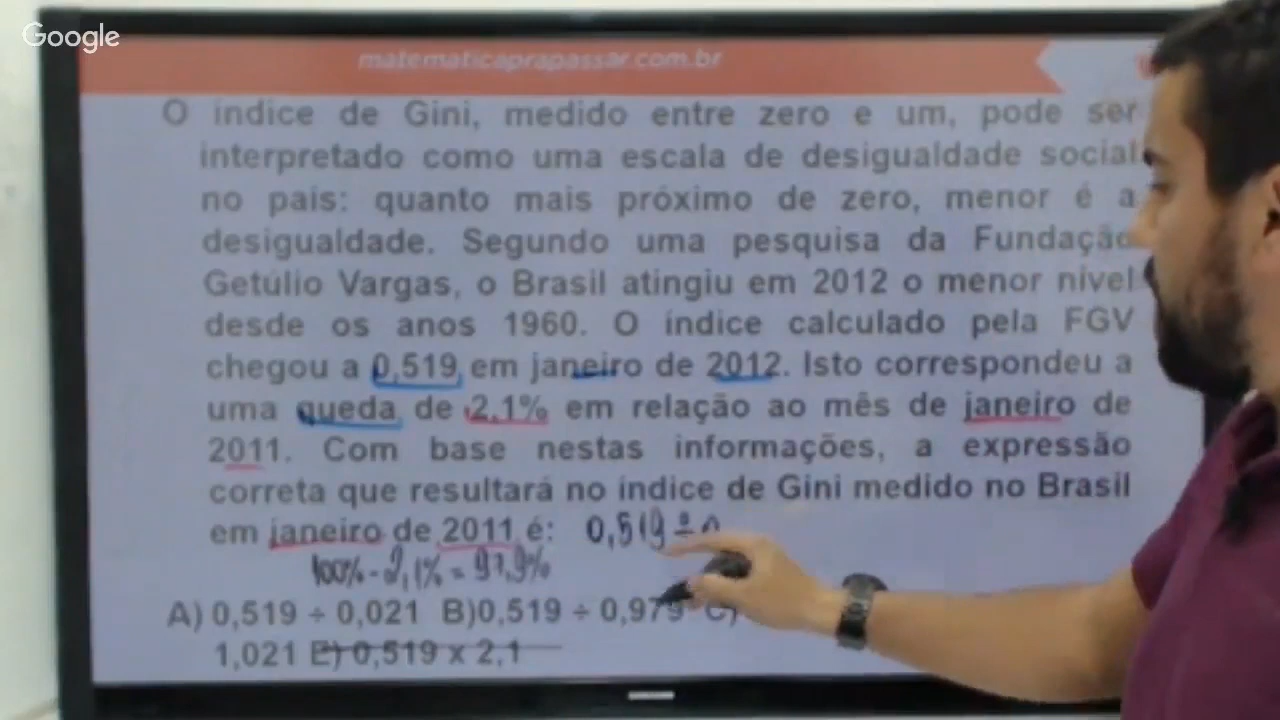 Google
matematicaprapassar.com.br
O índice de Gini, medido entre zero e um, pode ser
interpretado como uma escala de desigualdade social
no país: quanto mais próximo de zero, menor é a
desigualdade. Segundo uma pesquisa da Fundação
Getúlio Vargas, o Brasil atingiu em 2012 o menor nível
desde os anos 1960. O índice calculado pela FGV
chegou a 0,519 em janeiro de 2012. Isto correspondeu a
uma queda de 2,1% em relação ao mês de janeiro de
2011. Com base nestas informações, a expressão
correta que resultará no índice de Gini medido no Brasil
em janeiro de 2011 é: 0,519 ÷ 0
100% - 2,1% = 97,9%
A) 0,519 ÷ 0,021 B)0,519 ÷ 0,979 C)
1,021 E) 0,519 x 2,1